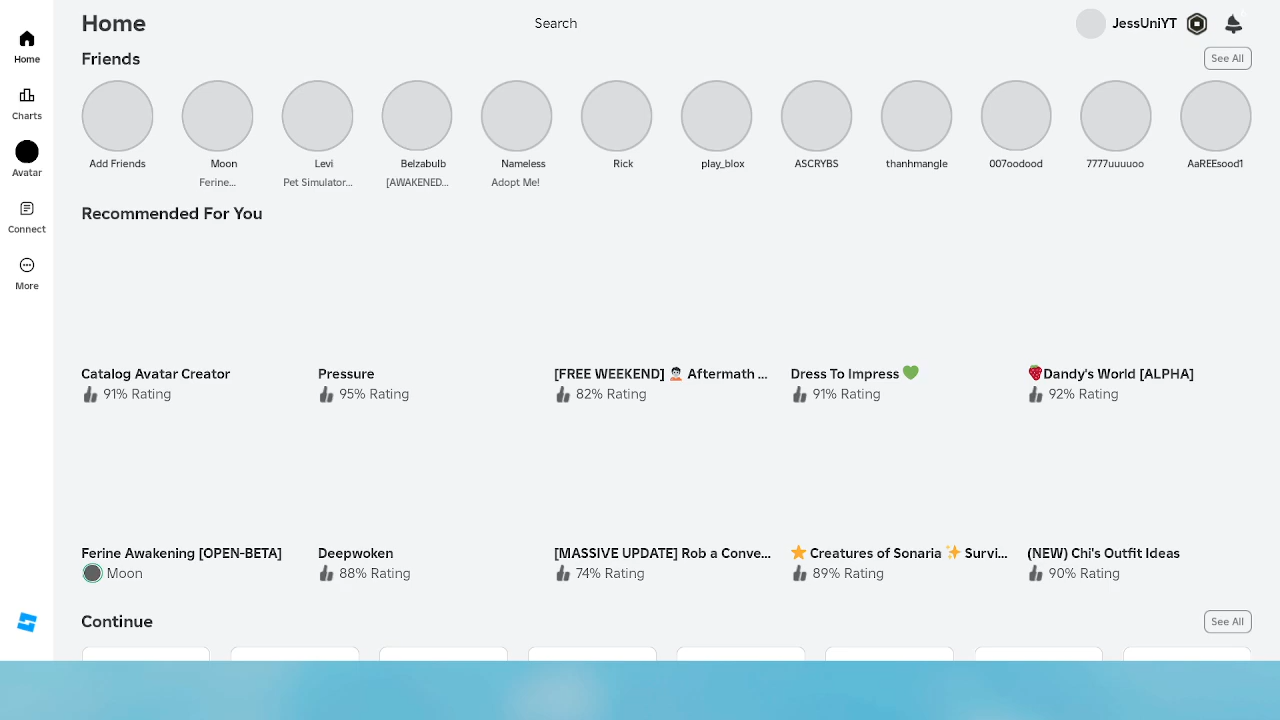 Home
Search
JessUniYT
Home
Charts
Avatar
Connect
More
Friends
See All
Add Friends
Moon
Ferine...
Levi
Pet Simulator...
Belzabulb
[AWAKENED...
Nameless
Adopt Me!
Rick
play_blox
ASCRYBS
thanhmangle
007oodood
7777uuuuoo
AaREEsood1
Recommended For You
Catalog Avatar Creator
91% Rating
Pressure
95% Rating
[FREE WEEKEND] 🧟 Aftermath ...
82% Rating
Dress To Impress 💚
91% Rating
🍓Dandy's World [ALPHA]
92% Rating
Ferine Awakening [OPEN-BETA]
Moon
Deepwoken
88% Rating
[MASSIVE UPDATE] Rob a Conve...
74% Rating
⭐ Creatures of Sonaria ✨ Survi...
89% Rating
(NEW) Chi's Outfit Ideas
90% Rating
Continue
See All